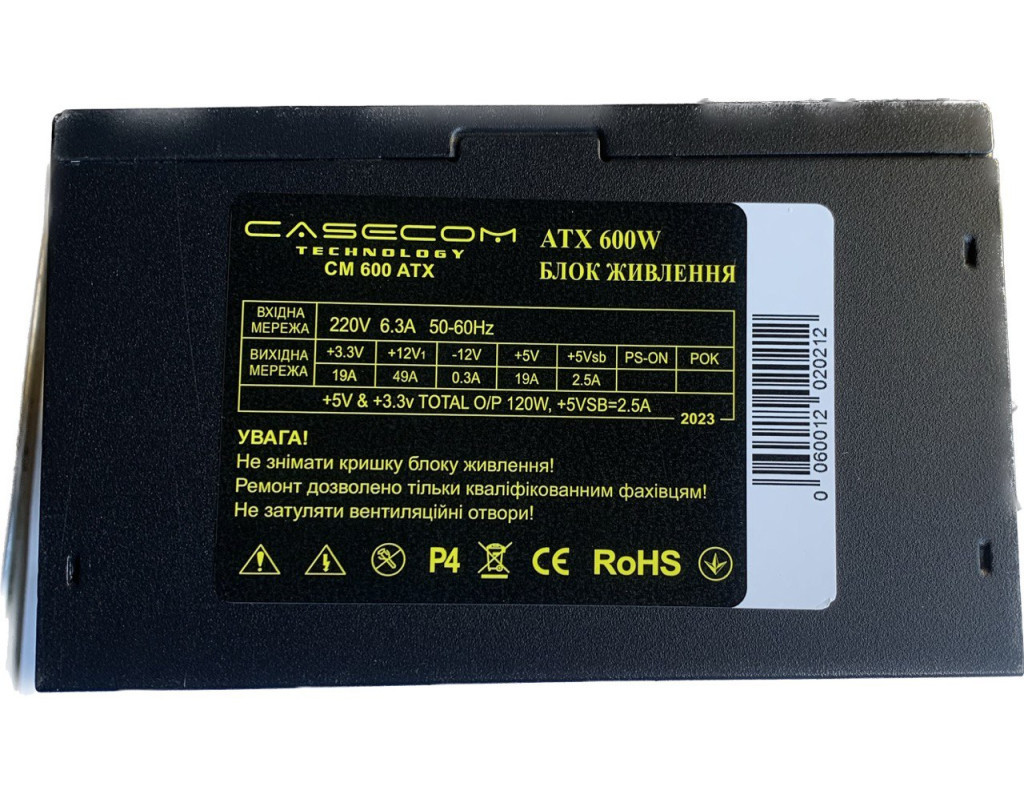 CASECOM
TECHNOLOGY
CM 600 ATX
ATX 600W
БЛОК ЖИВЛЕННЯ
ВХІДНА МЕРЕЖА 220V 6.3A 50-60Hz
ВИХІДНА МЕРЕЖА
+3.3V +12V1 -12V +5V +5Vsb PS-ON POK
19A 49A 0.3A 19A 2.5A
+5V & +3.3v TOTAL O/P 120W, +5VSB=2.5A
2023
УВАГА!
Не знімати кришку блоку живлення!
Ремонт дозволено тільки кваліфікованним фахівцям!
Не затуляти вентиляційні отвори!
P4 CE RoHS
0 060012 020212